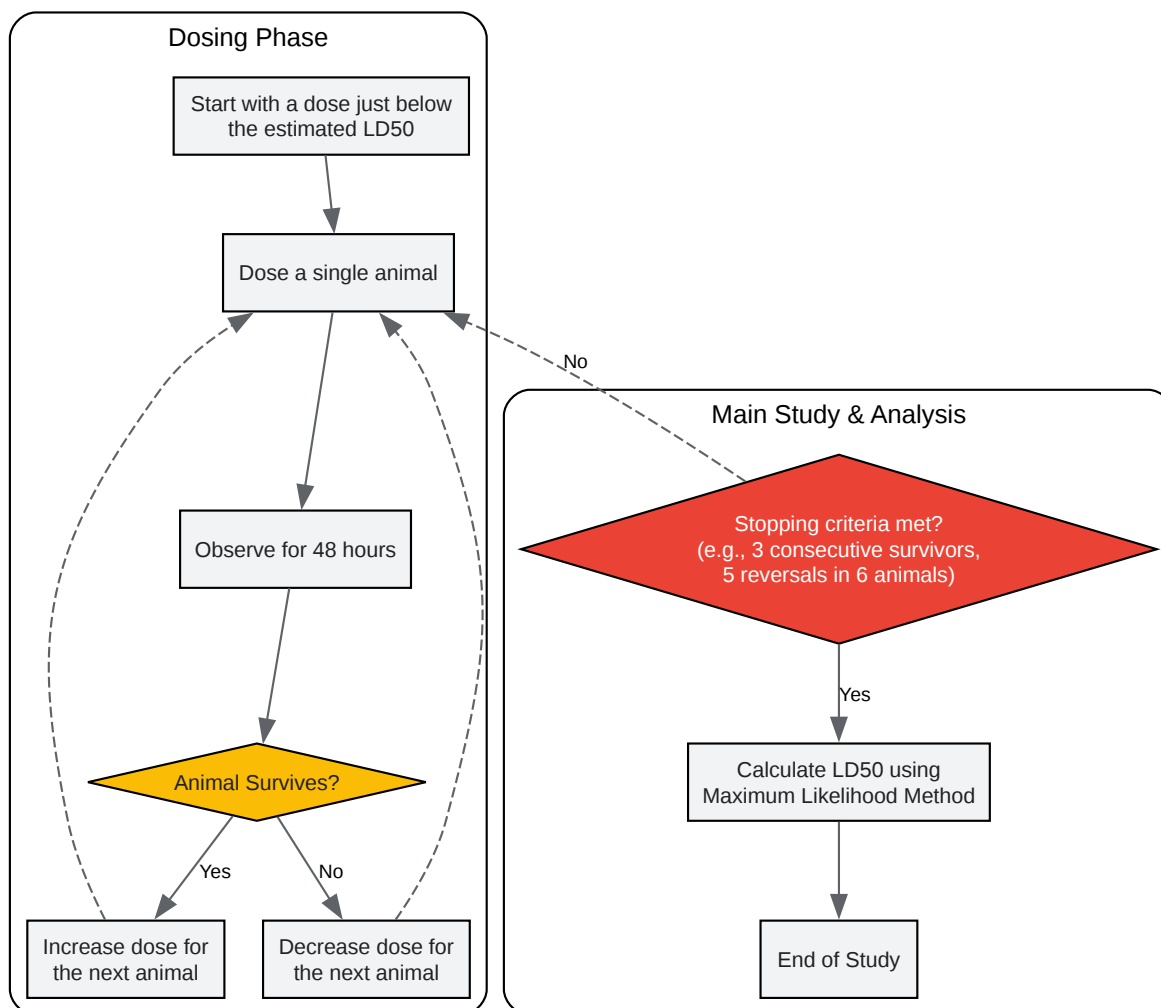 Dosing Phase
Start with a dose just below
the estimated LD50
Dose a single animal
No
Main Study & Analysis
Stopping criteria met?
(e.g., 3 consecutive survivors,
5 reversals in 6 animals)
Observe for 48 hours
Yes
Animal Survives?
Calculate LD50 using
Maximum Likelihood Method
Yes
No
Increase dose for
the next animal
Decrease dose for
the next animal
End of Study